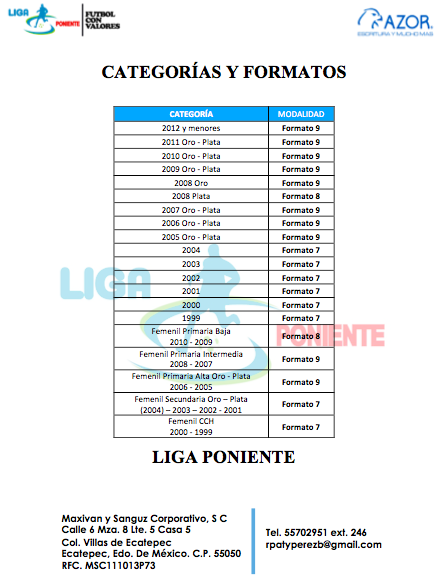 LIGA PONIENTE
FUTBOL
CON
VALORES
AZOR.
ESCRITURA Y MUCHO MAS
CATEGORÍAS Y FORMATOS
CATEGORÍA MODALIDAD
2012 y menores Formato 9
2011 Oro - Plata Formato 9
2010 Oro - Plata Formato 9
2009 Oro - Plata Formato 9
2008 Oro Formato 9
2008 Plata Formato 8
2007 Oro - Plata Formato 9
2006 Oro - Plata Formato 9
2005 Oro - Plata Formato 9
2004 Formato 7
2003 Formato 7
2002 Formato 7
2001 Formato 7
2000 Formato 7
1999 Formato 7
Femenil Primaria Baja
2010 - 2009 Formato 8
Femenil Primaria Intermedia
2008 - 2007 Formato 9
Femenil Primaria Alta Oro - Plata
2006 - 2005 Formato 9
Femenil Secundaria Oro – Plata
(2004) – 2003 – 2002 - 2001 Formato 7
Femenil CCH
2000 - 1999 Formato 7
LIGA PONIENTE
LIGA PONIENTE
Maxivan y Sanguz Corporativo, S C
Calle 6 Mza. 8 Lte. 5 Casa 5
Col. Villas de Ecatepec
Ecatepec, Edo. De México. C.P. 55050
RFC. MSC111013P73
Tel. 55702951 ext. 246
rpatyperezb@gmail.com